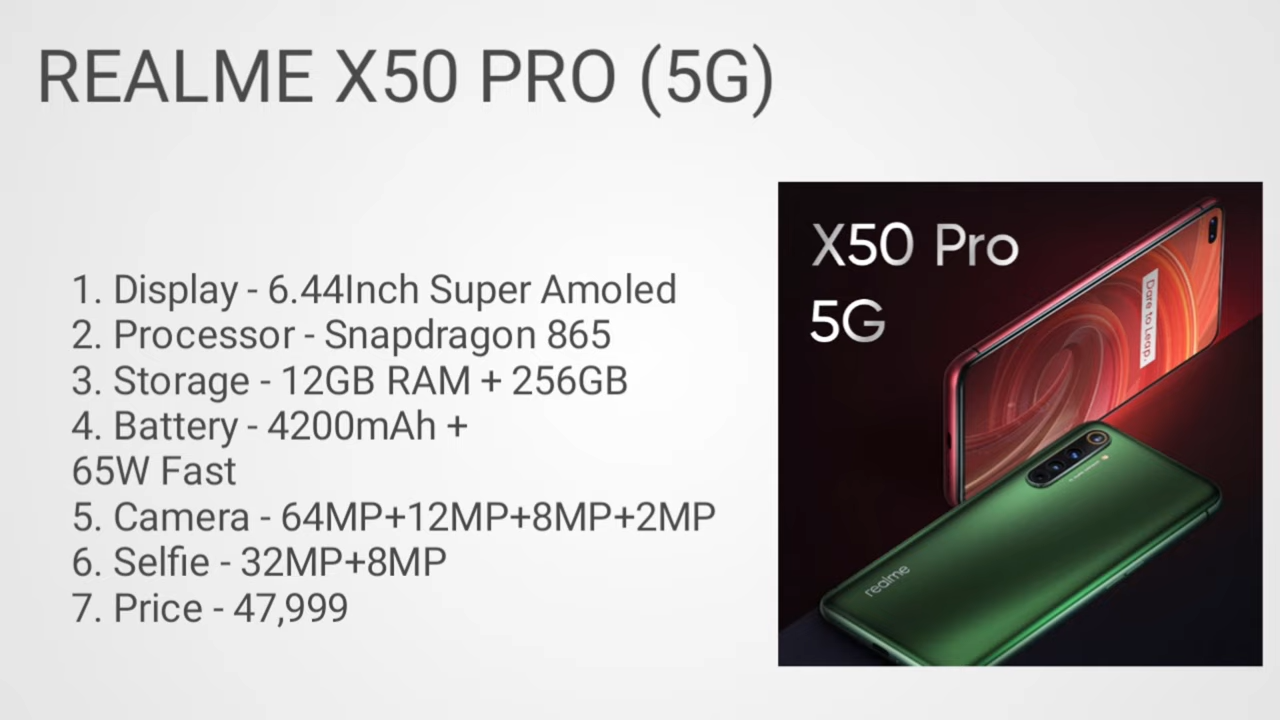 REALME X50 PRO (5G)
1. Display - 6.44Inch Super Amoled
2. Processor - Snapdragon 865
3. Storage - 12GB RAM + 256GB
4. Battery - 4200mAh +
65W Fast
5. Camera - 64MP+12MP+8MP+2MP
6. Selfie - 32MP+8MP
7. Price - 47,999
X50 Pro
5G
Dare to Leap.
realme